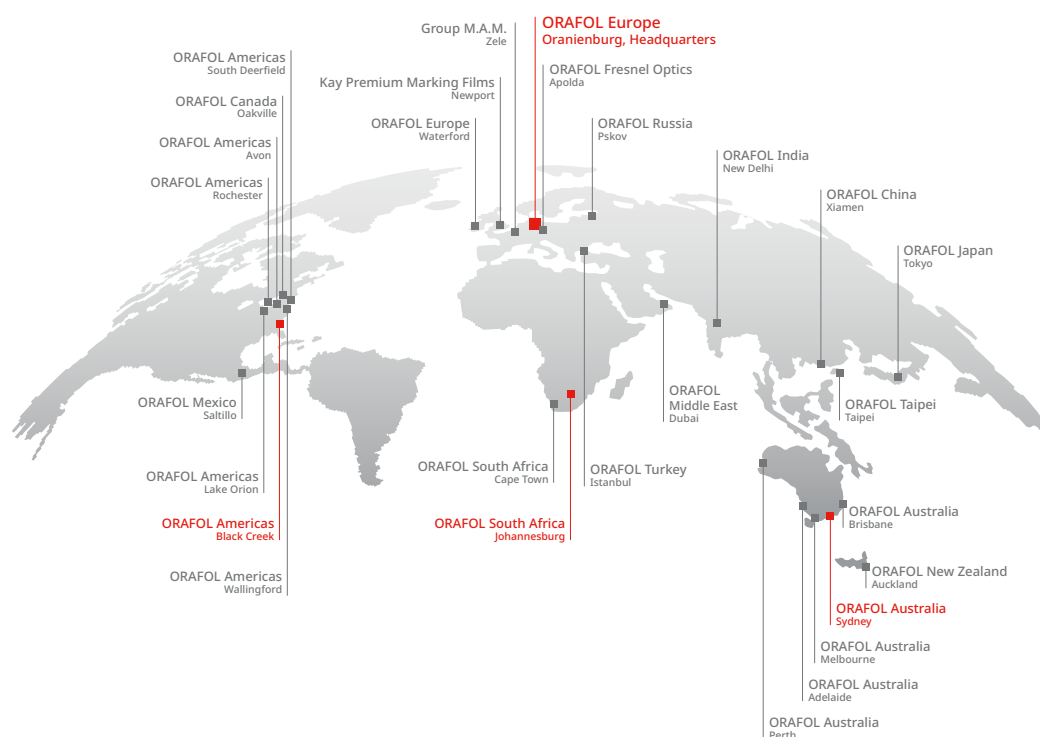 ORAFOL Europe
Oranienburg, Headquarters
Group M.A.M.
Zele
ORAFOL Americas
South Deerfield
ORAFOL Fresnel Optics
Apolda
Kay Premium Marking Films
Newport
ORAFOL Canada
Oakville
ORAFOL Europe
Waterford
ORAFOL Russia
Pskov
ORAFOL Americas
Avon
ORAFOL India
New Delhi
ORAFOL Americas
Rochester
ORAFOL China
Xiamen
ORAFOL Japan
Tokyo
ORAFOL Mexico
Saltillo
ORAFOL
Middle East
Dubai
ORAFOL Taipei
Taipei
ORAFOL South Africa
Cape Town
ORAFOL Turkey
Istanbul
ORAFOL Americas
Lake Orion
ORAFOL Australia
Brisbane
ORAFOL Americas
Black Creek
ORAFOL South Africa
Johannesburg
ORAFOL Americas
Wallingford
ORAFOL New Zealand
Auckland
ORAFOL Australia
Sydney
ORAFOL Australia
Melbourne
ORAFOL Australia
Adelaide
ORAFOL Australia
Perth